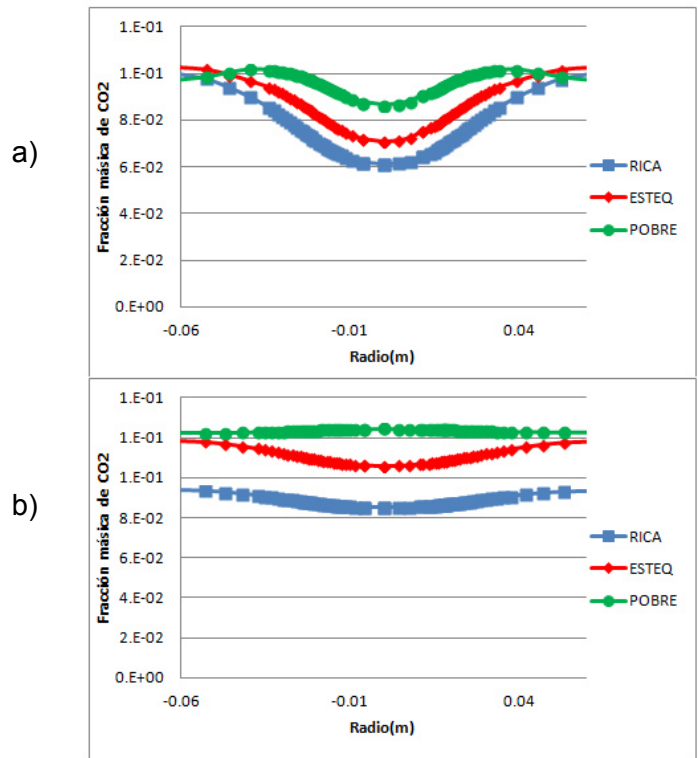 a)
Fracción másica de CO2
1.E-01
1.E-01
8.E-02
6.E-02
4.E-02
2.E-02
0.E+00
-0.06
-0.01
0.04
Radio(m)
RICA
ESTEQ
POBRE
b)
Fracción másica de CO2
1.E-01
1.E-01
1.E-01
8.E-02
6.E-02
4.E-02
2.E-02
0.E+00
-0.06
-0.01
0.04
Radio(m)
RICA
ESTEQ
POBRE